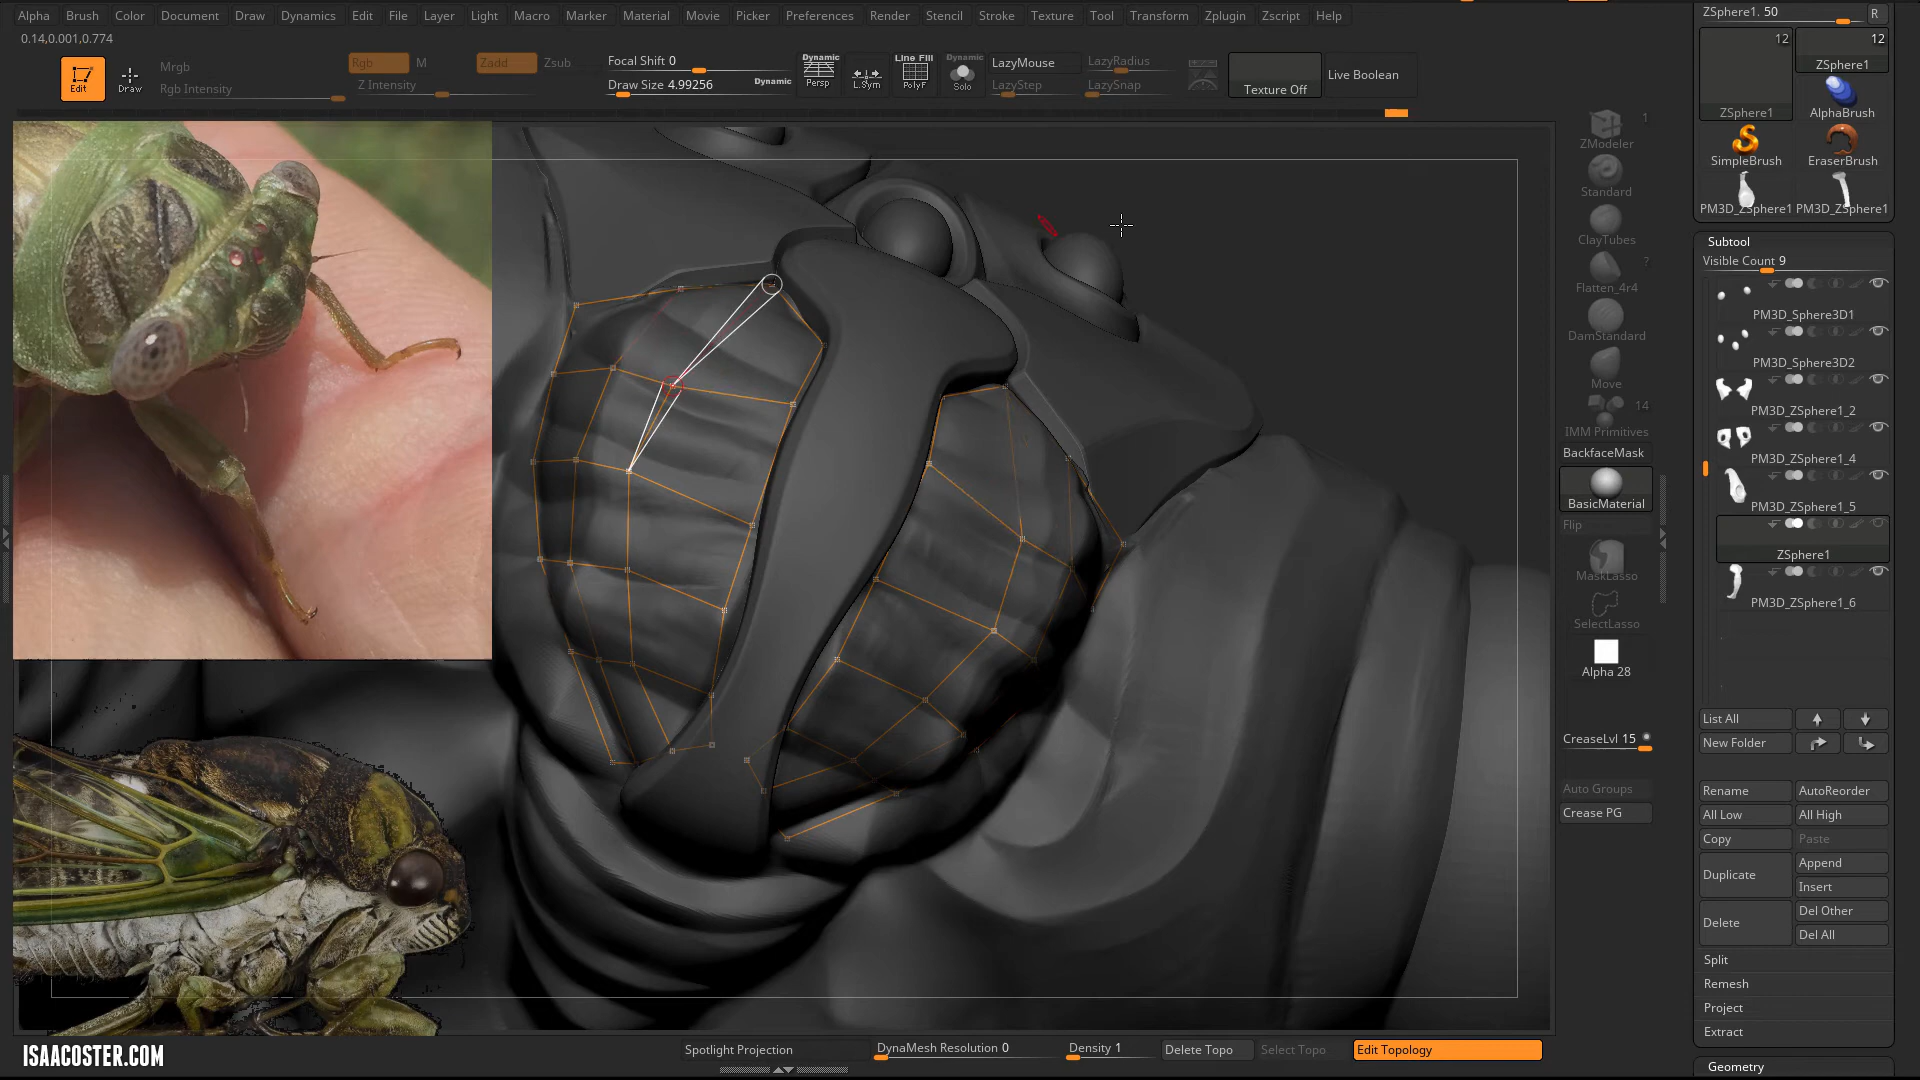 Alpha Brush Color Document Draw Dynamics Edit File Layer Light Macro Marker Material Movie Picker Preferences Render Stencil Stroke Texture Tool Transform Zplugin Zscript Help
0.14,0.001,0.774
Edit
Draw
Mrgb
Rgb
M
Zadd
Zsub
Rgb Intensity
Z Intensity
Focal Shift 0
Draw Size 4.99256
Dynamic
Dynamic
Persp
L.Sym
Line Fill
PolyF
Dynamic
Solo
LazyMouse
LazyStep
LazyRadius
LazySnap
Texture Off
Live Boolean
1
ZModeler
Standard
ClayTubes
?
Flatten_4r4
DamStandard
Move
14
IMM Primitives
BackfaceMask
BasicMaterial
Flip
MaskLasso
SelectLasso
Alpha 28
CreaseLvl 15
Auto Groups
Crease PG
ZSphere1. 50
R
12
12
ZSphere1
ZSphere1
AlphaBrush
SimpleBrush
EraserBrush
PM3D_ZSphere1
PM3D_ZSphere1
Subtool
Visible Count 9
PM3D_Sphere3D1
PM3D_Sphere3D2
PM3D_ZSphere1_2
PM3D_ZSphere1_4
PM3D_ZSphere1_5
ZSphere1
PM3D_ZSphere1_6
List All
New Folder
Rename
AutoReorder
All Low
All High
Copy
Paste
Duplicate
Append
Insert
Delete
Del Other
Del All
Split
Remesh
Project
Extract
Geometry
ISAACOSTER.COM
Spotlight Projection
DynaMesh Resolution 0
Density 1
Delete Topo
Select Topo
Edit Topology